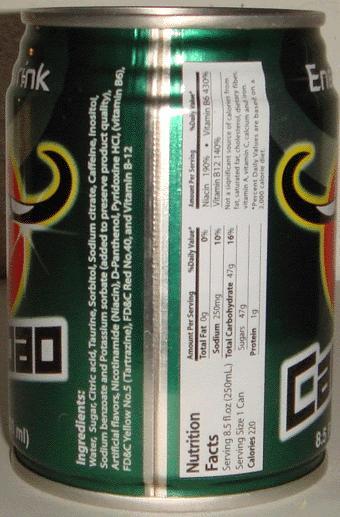 Ingredients:
Water, Sugar, Citric acid, Taurine, Sorbitol, Sodium citrate, Caffeine, Inositol,
Sodium benzoate and Potassium sorbate (added to preserve product quality),
Artificial flavors, Nicotinamide (Niacin), D-Panthenol, Pyridoxine HCL, (vitamin B6),
FD&C Yellow No.5 (Tartrazine), FD&C Red No.40, and Vitamin B-12
Nutrition
Facts
Serving 8.5 fl.oz (250mL)
Serving Size 1 Can
Calories 220
Amount Per Serving %Daily Value*
Total Fat 0g 0%
Sodium 250mg 10%
Total Carbohydrate 47g 16%
Sugars 47g
Protein 1g
Amount Per Serving %Daily Value*
Niacin 190% • Vitamin B6 430%
Vitamin B12 140%
Not a significant source of calories from
fat, saturated fat, cholesterol, dietary fiber,
vitamin A, vitamin C, calcium and iron
*Percent Daily Values are based on a
2,000 calorie diet.
ml)
8.5